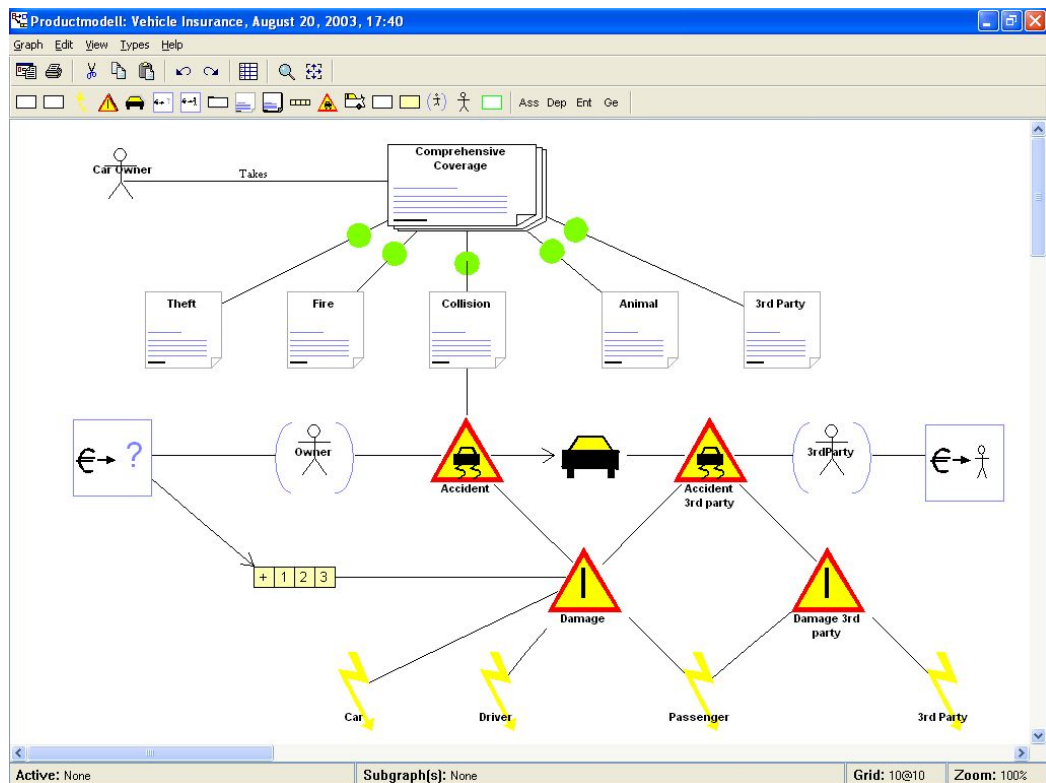 Productmodell: Vehicle Insurance, August 20, 2003, 17:40
Graph Edit View Types Help
Ass Dep Ent Ge
Comprehensive
Coverage
Car Owner
Takes
Theft
Fire
Collision
Animal
3rd Party
€ ?
Owner
Accident
Accident
3rd party
3rdParty
€
+ 1 2 3
Damage
Damage 3rd
party
Car
Driver
Passenger
3rd Party
Active: None
Subgraph(s): None
Grid: 10@10
Zoom: 100%